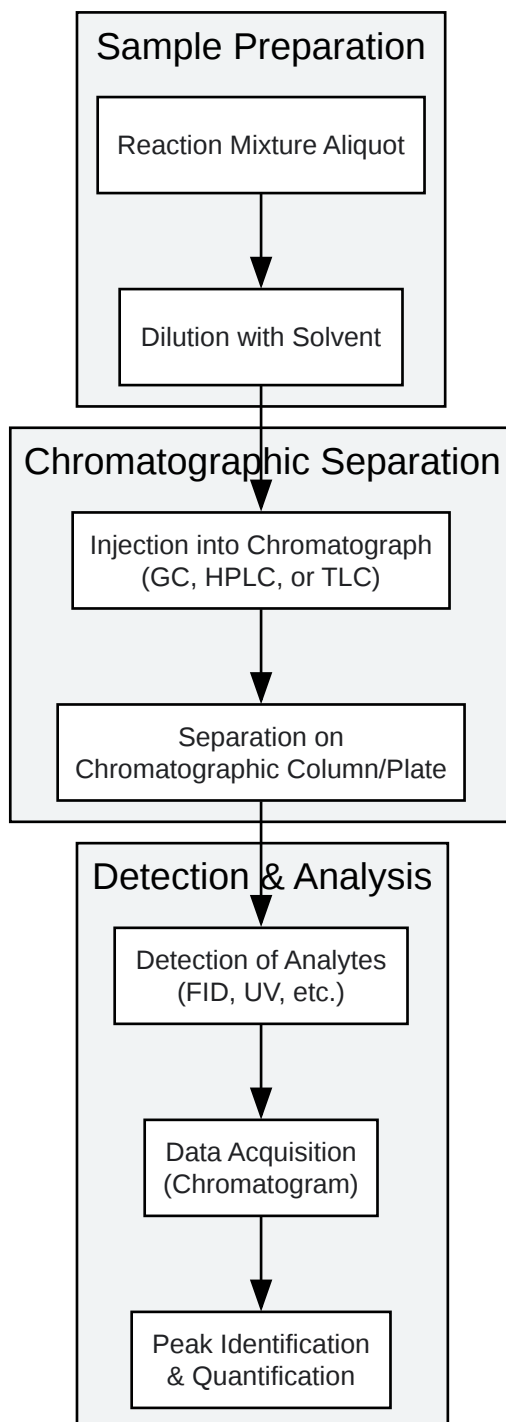 Sample Preparation
Reaction Mixture Aliquot
Dilution with Solvent
Chromatographic Separation
Injection into Chromatograph
(GC, HPLC, or TLC)
Separation on
Chromatographic Column/Plate
Detection & Analysis
Detection of Analytes
(FID, UV, etc.)
Data Acquisition
(Chromatogram)
Peak Identification
& Quantification